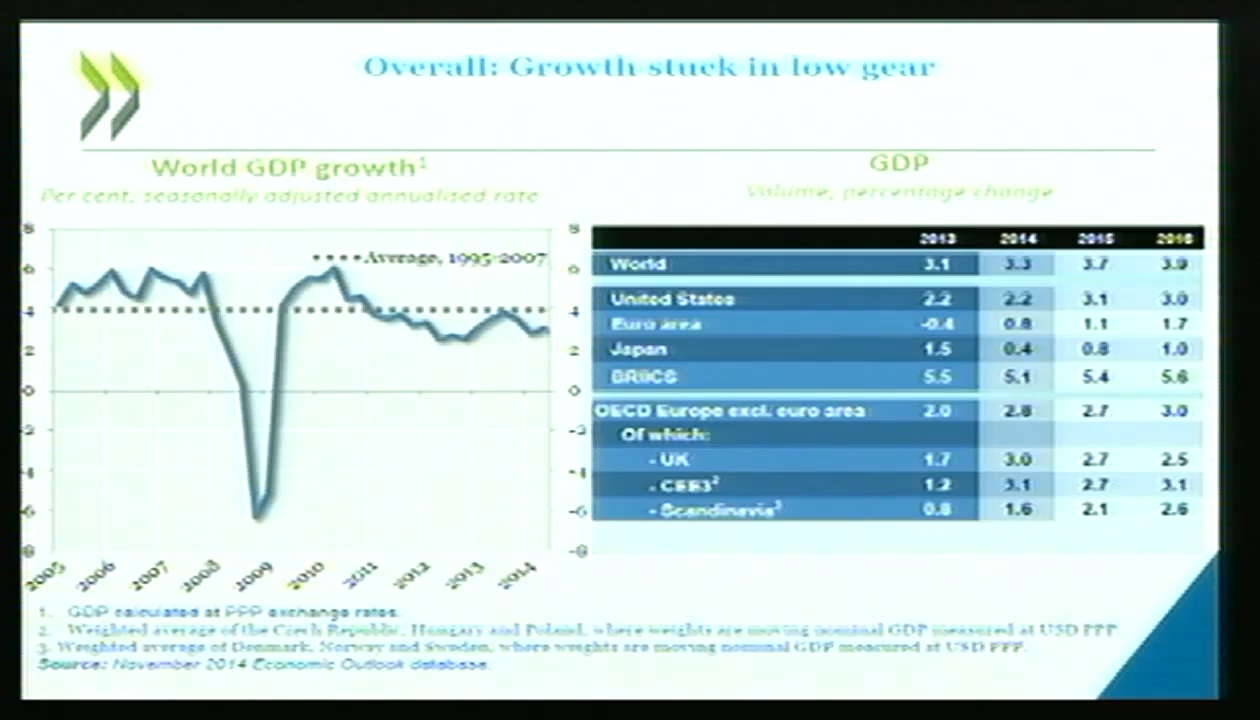 Overall: Growth stuck in low gear
World GDP growth¹
Per cent, seasonally adjusted annualised rate
8
6
4
2
0
-2
-4
-6
-8
Average, 1995-2007
8
6
4
2
0
-2
-4
-6
-8
2005 2006 2007 2008 2009 2010 2011 2012 2013 2014
GDP
Volume, percentage change
2013 2014 2015 2016
World 3.1 3.3 3.7 3.9
United States 2.2 2.2 3.1 3.0
Euro area -0.4 0.8 1.1 1.7
Japan 1.5 0.4 0.8 1.0
BRIICS 5.5 5.1 5.4 5.6
OECD Europe excl. euro area 2.0 2.8 2.7 3.0
Of which:
- UK 1.7 3.0 2.7 2.5
- CEE3² 1.2 3.1 2.7 3.1
- Scandinavia³ 0.8 1.6 2.1 2.6
1. GDP calculated at PPP exchange rates.
2. Weighted average of the Czech Republic, Hungary and Poland, where weights are moving nominal GDP measured at USD PPP.
3. Weighted average of Denmark, Norway and Sweden, where weights are moving nominal GDP measured at USD PPP.
Source: November 2014 Economic Outlook database.